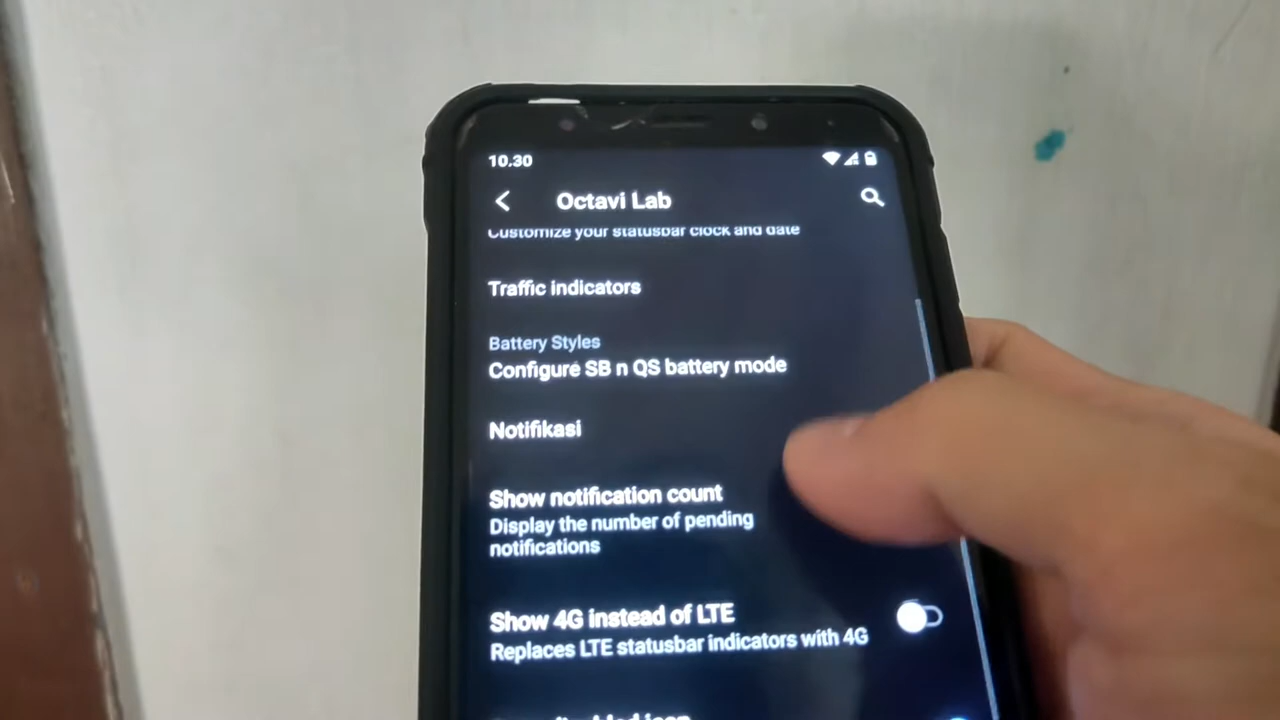 10.30
Octavi Lab
Customize your statusbar clock and date
Traffic indicators
Battery Styles
Configure SB n QS battery mode
Notifikasi
Show notification count
Display the number of pending
notifications
Show 4G instead of LTE
Replaces LTE statusbar indicators with 4G